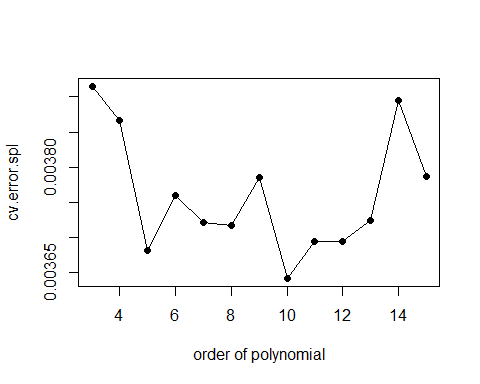 cv.error.spl
0.00380
0.00365
4 6 8 10 12 14
order of polynomial